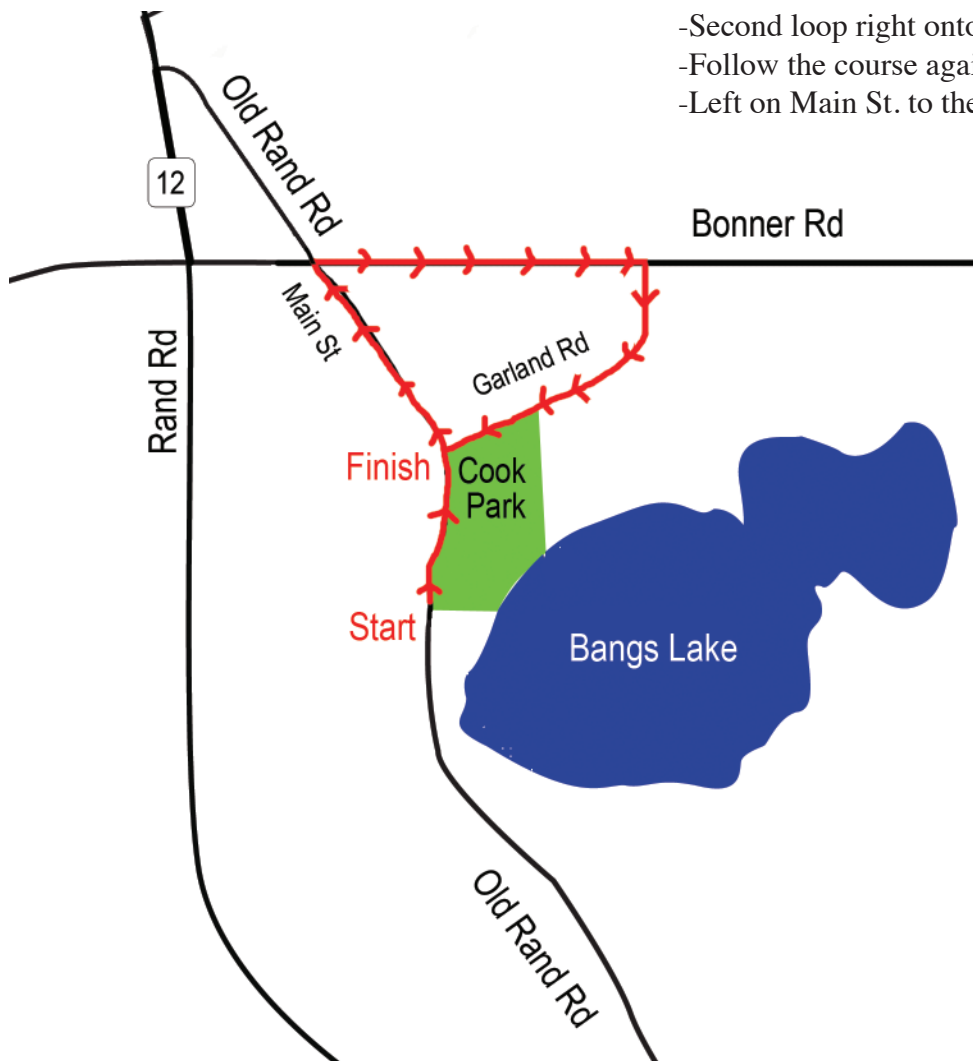 -Second loop right onto
-Follow the course agai
-Left on Main St. to the
Old Rand Rd
12
Bonner Rd
Main St
Rand Rd
Garland Rd
Finish
Cook
Park
Start
Bangs Lake
Old Rand Rd